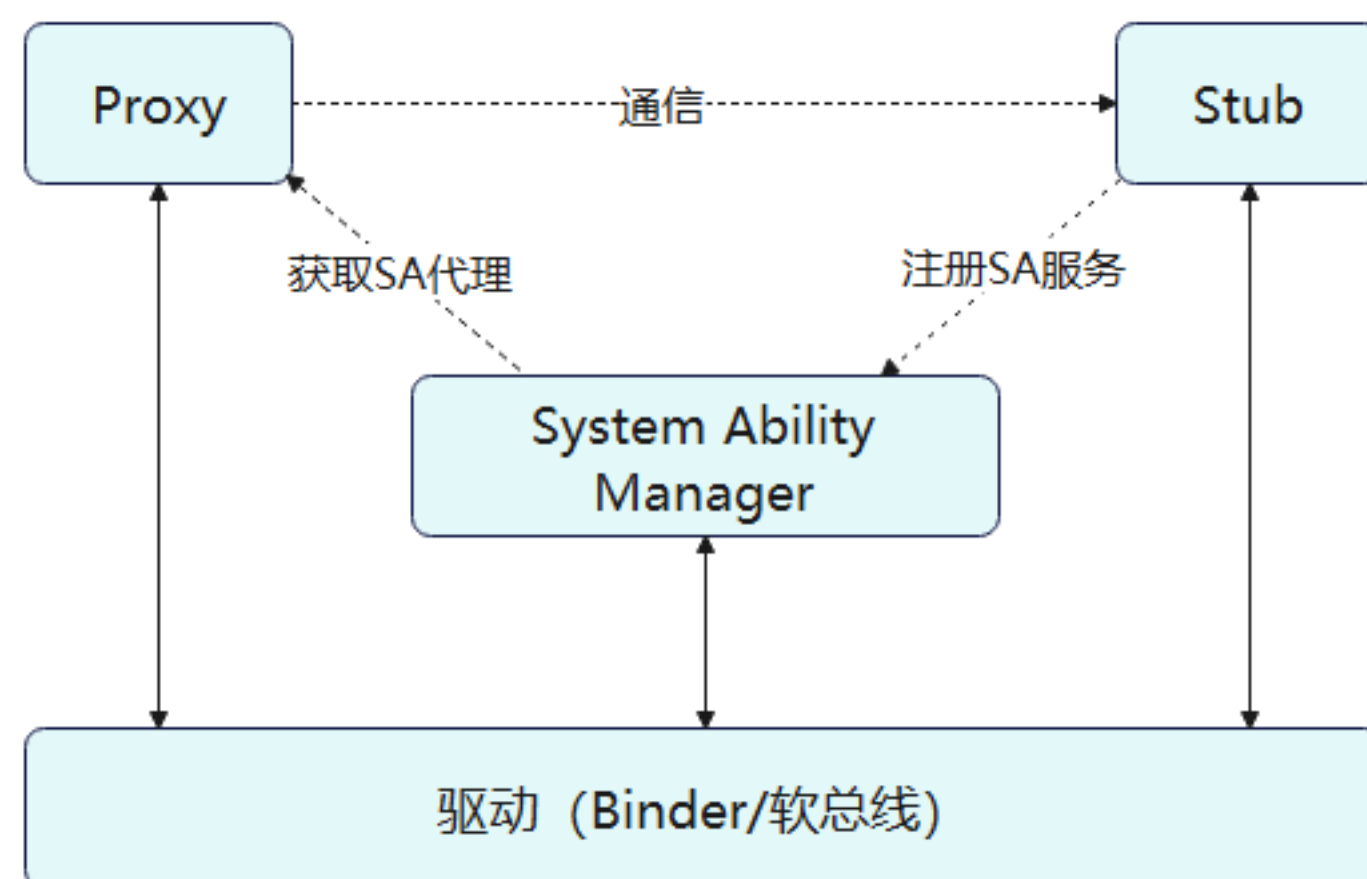 Proxy
通信
Stub
获取SA代理
注册SA服务
System Ability
Manager
驱动（Binder/软总线）